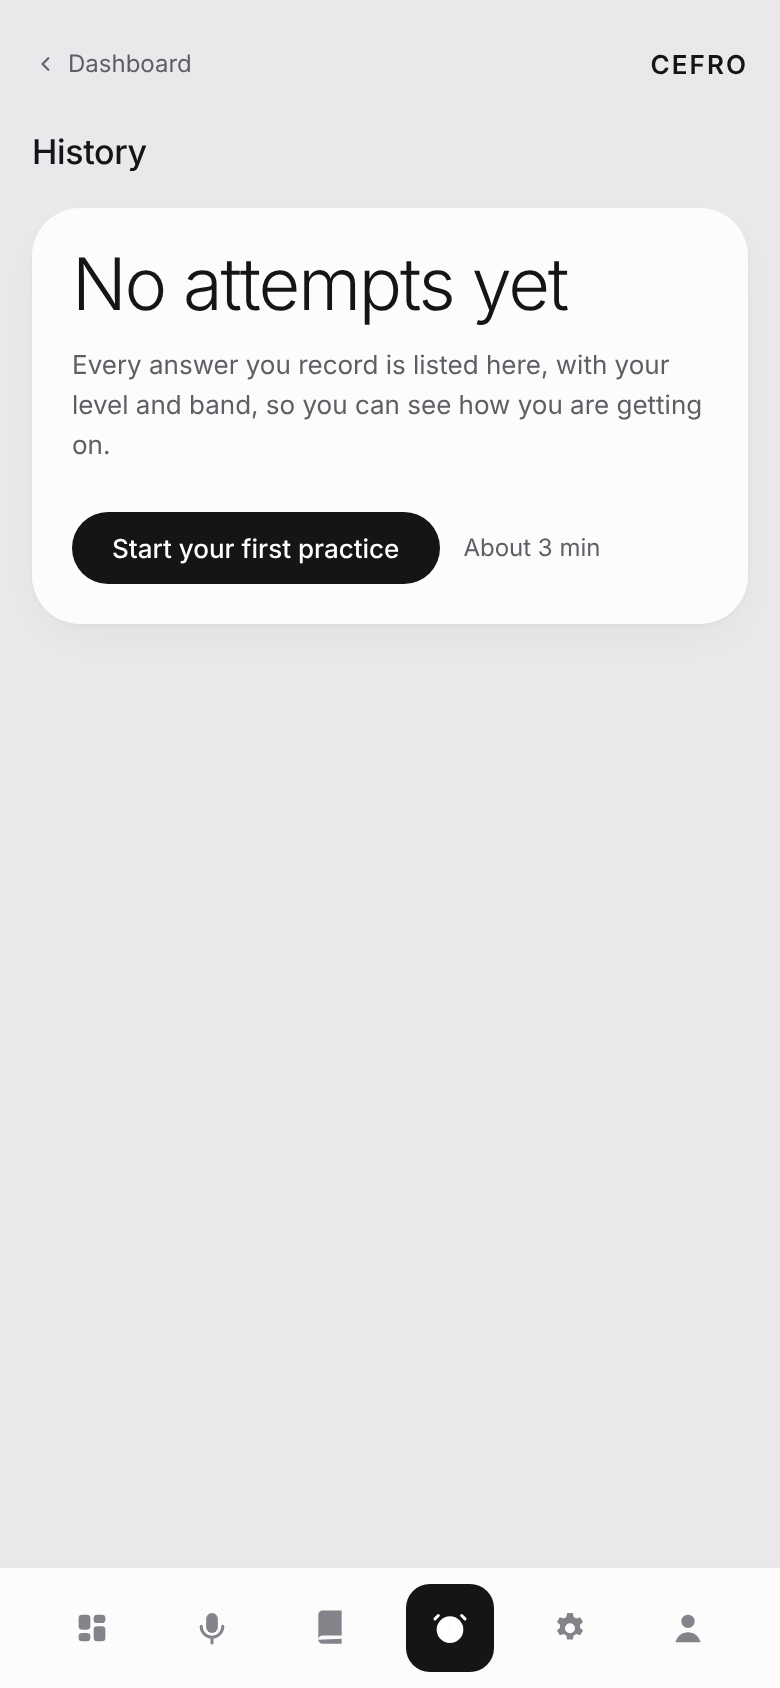 Dashboard
CEFRO
History
No attempts yet
Every answer you record is listed here, with your
level and band, so you can see how you are getting
on.
Start your first practice
About 3 min